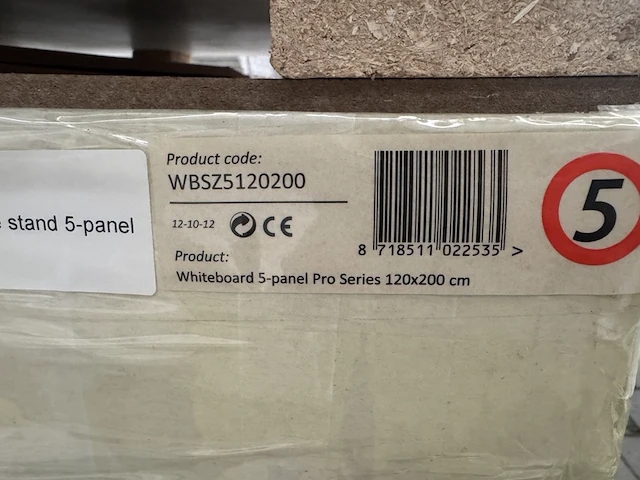 stand 5-panel
Product code:
WBSZ5120200
12-10-12 CE
Product:
Whiteboard 5-panel Pro Series 120x200 cm
8 718511 022535 >
5